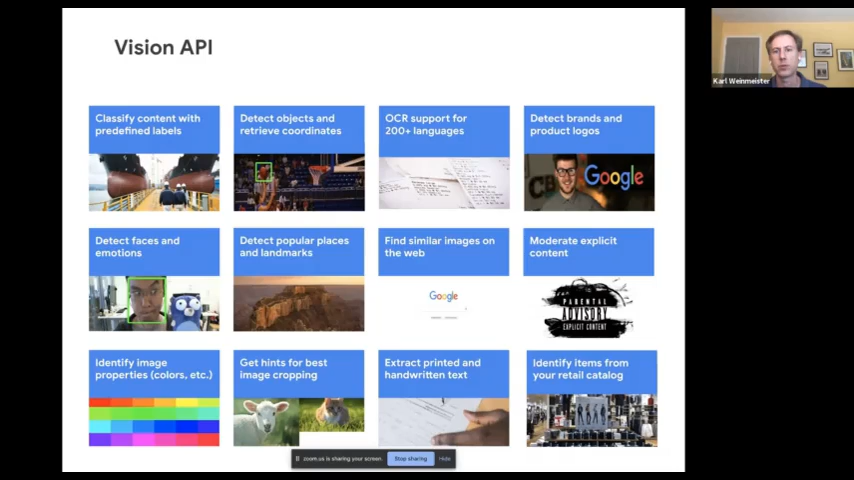 Vision API
Karl Weinmeister
Classify content with
predefined labels
Detect objects and
retrieve coordinates
OCR support for
200+ languages
Detect brands and
product logos
Google
Detect faces and
emotions
Detect popular places
and landmarks
Find similar images on
the web
Google
Moderate explicit
content
PARENTAL
ADVISORY
EXPLICIT CONTENT
Identify image
properties (colors, etc.)
Get hints for best
image cropping
Extract printed and
handwritten text
Identify items from
your retail catalog
zoom.us is sharing your screen.
Stop sharing
Hide